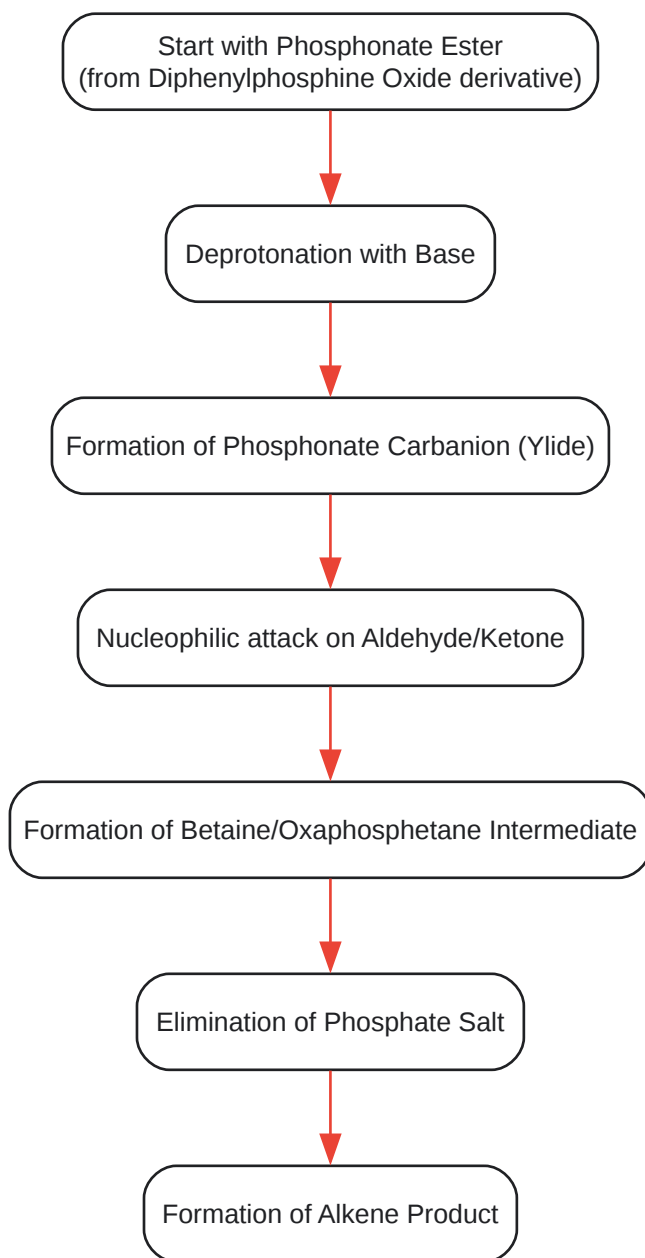 Start with Phosphonate Ester
(from Diphenylphosphine Oxide derivative)
Deprotonation with Base
Formation of Phosphonate Carbanion (Ylide)
Nucleophilic attack on Aldehyde/Ketone
Formation of Betaine/Oxaphosphetane Intermediate
Elimination of Phosphate Salt
Formation of Alkene Product